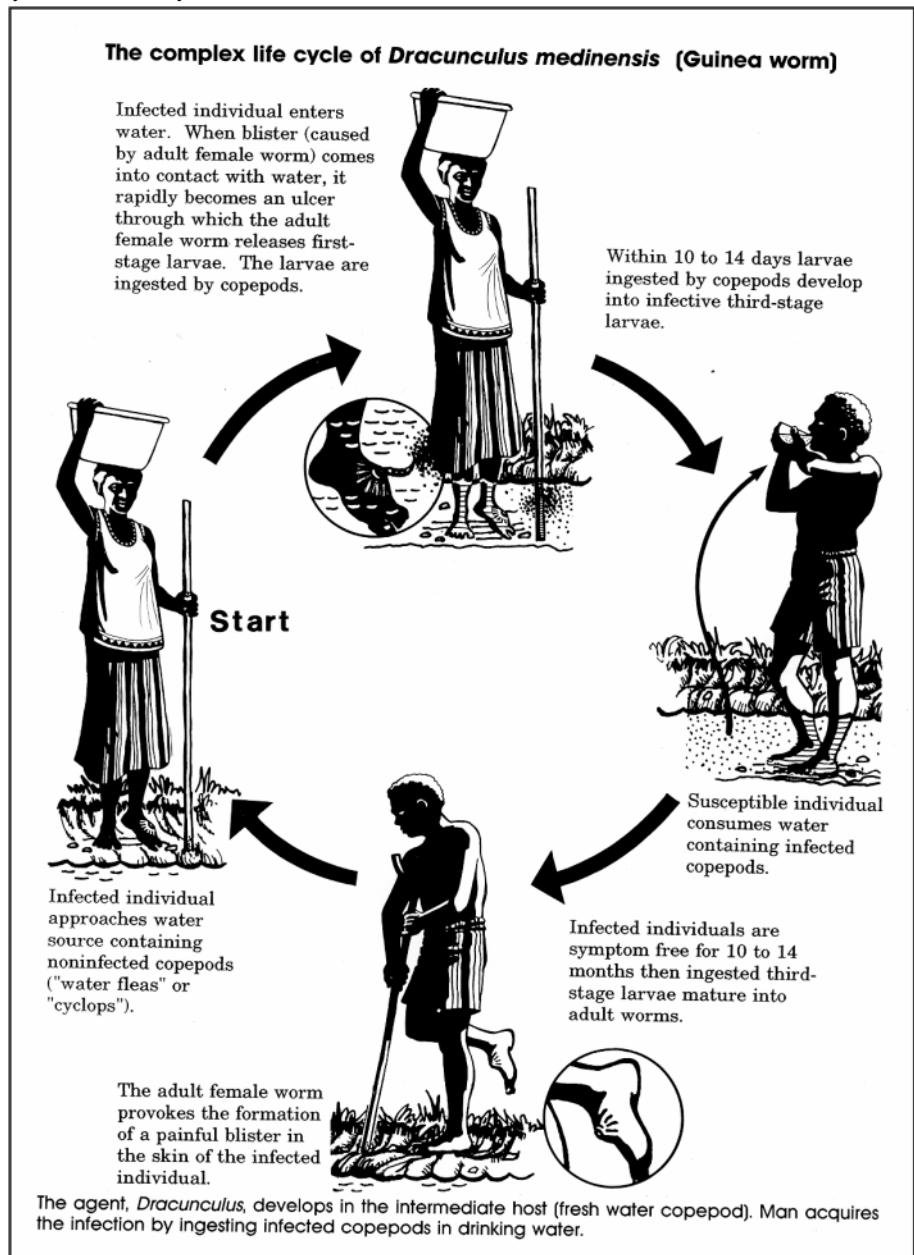 The complex life cycle of Dracunculus medinensis (Guinea worm)
Infected individual enters
water. When blister (caused
by adult female worm) comes
into contact with water, it
rapidly becomes an ulcer
through which the adult
female worm releases first-
stage larvae. The larvae are
ingested by copepods.
Within 10 to 14 days larvae
ingested by copepods develop
into infective third-stage
larvae.
Start
Susceptible individual
consumes water
containing infected
copepods.
Infected individuals are
symptom free for 10 to 14
months then ingested third-
stage larvae mature into
adult worms.
The adult female worm
provokes the formation
of a painful blister in
the skin of the infected
individual.
Infected individual
approaches water
source containing
noninfected copepods
("water fleas" or
"cyclops").
The agent, Dracunculus, develops in the intermediate host (fresh water copepod). Man acquires
the infection by ingesting infected copepods in drinking water.